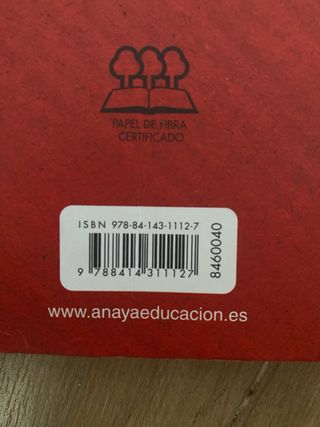 PAPEL DE FIBRA
CERTIFICADO
ISBN 978-84-143-1112-7
9 788414 311127
8460040
www.anayaeducacion.es